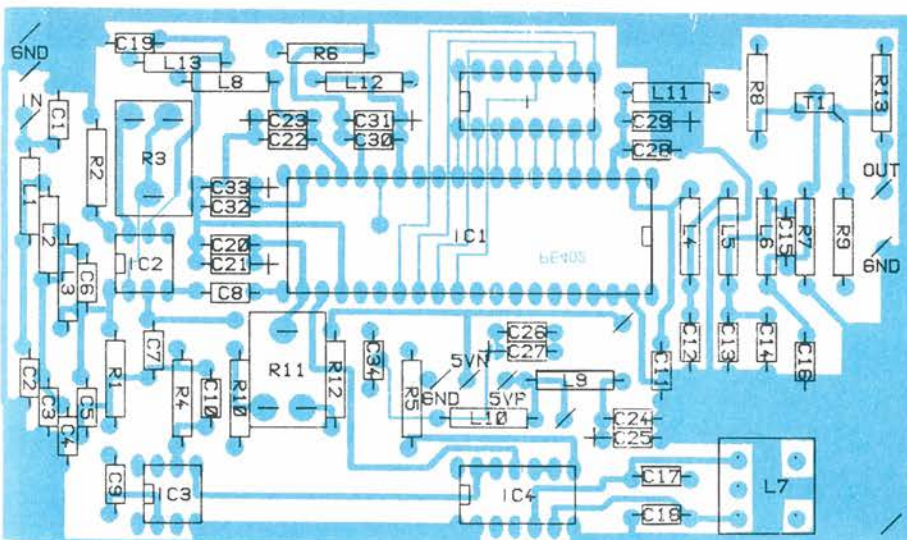 GND
C19
L13
L8
R6
L12
L11
R8
T1
R13
IN
C1
R2
R3
C23
C22
C31
C30
C29
C28
OUT
L1
L2
C33
C32
IC1
L4
L5
L6
C15
R7
R9
GND
L3
C6
IC2
C20
C21
C8
C2
C3
C4
C5
R1
C7
R4
C10
R10
R11
R12
C34
R5
C26
C27
5VN
GND
5VF
L9
L10
C24
C25
C11
C12
C13
C14
C16
C9
IC3
IC4
C17
C18
L7